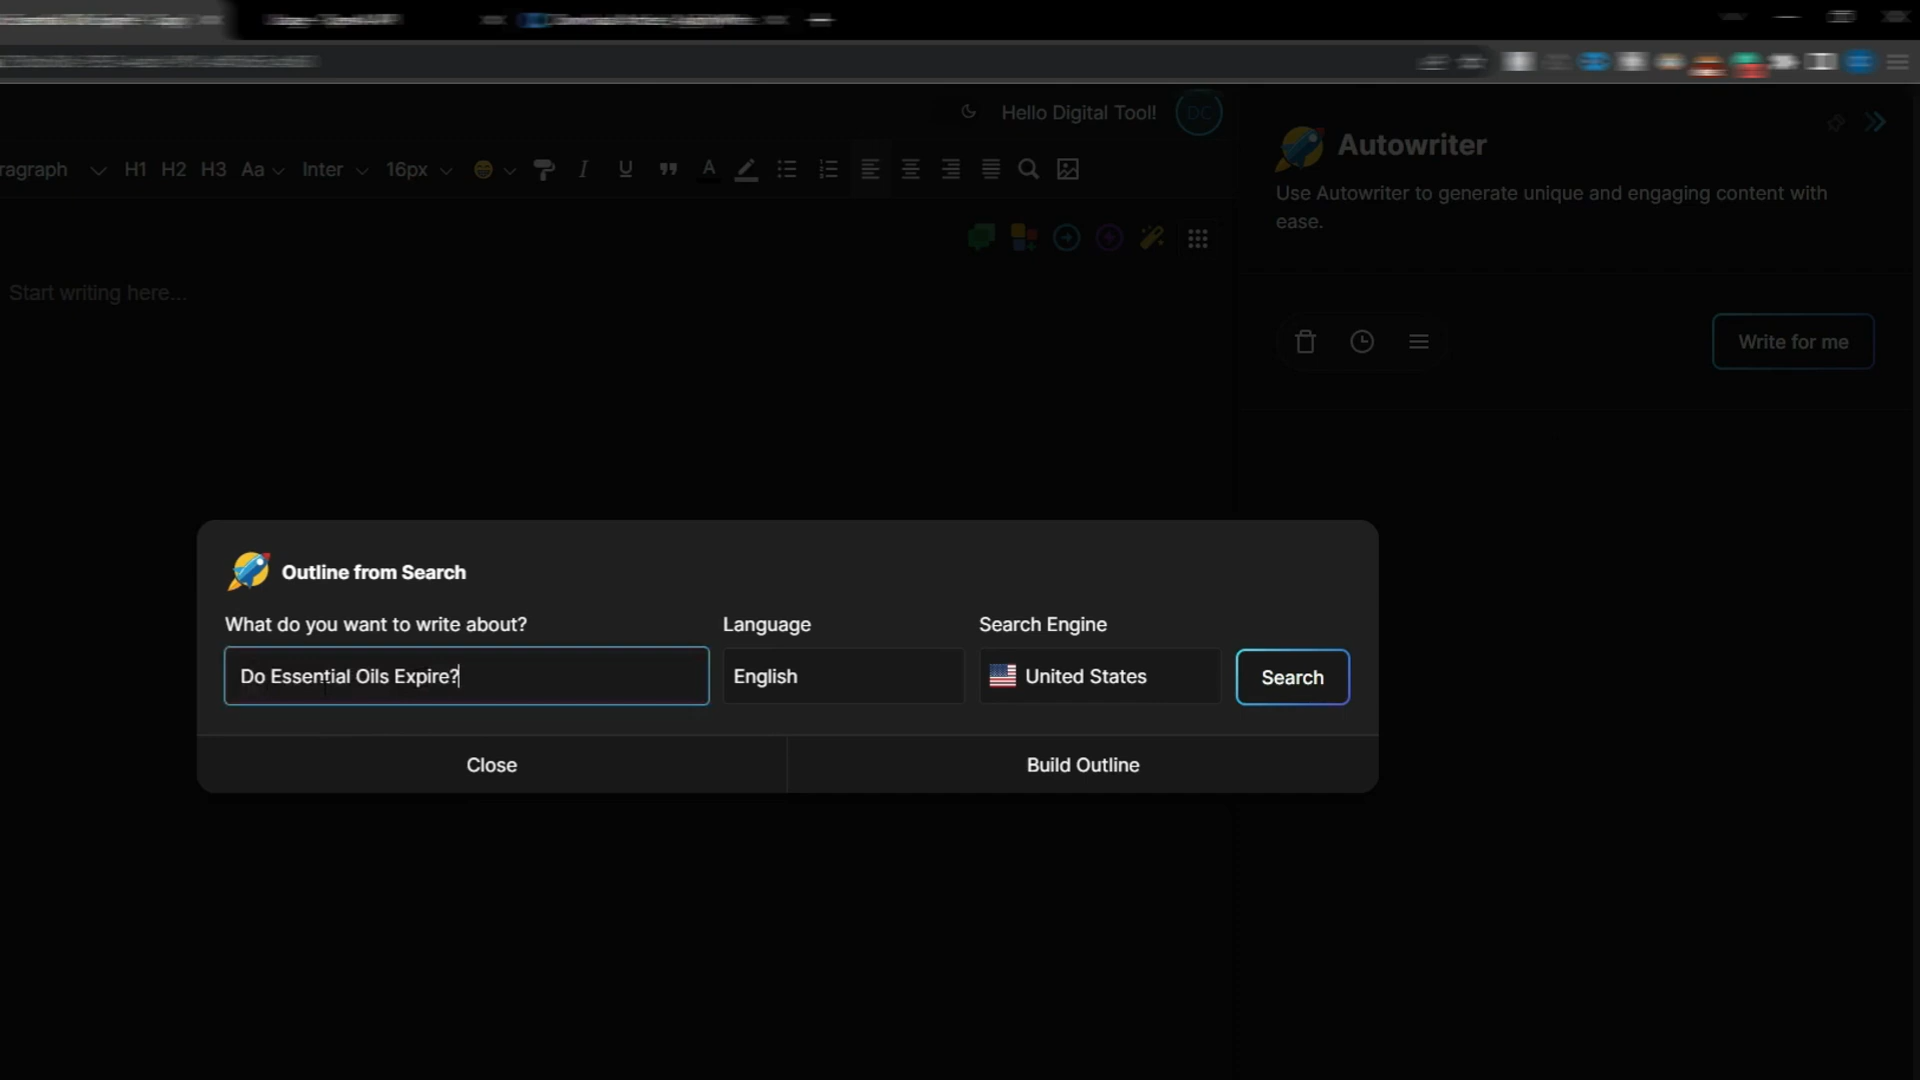 Hello Digital Tool! DC
ragraph H1 H2 H3 Aa Inter 16px I U A
Start writing here...
Autowriter
Use Autowriter to generate unique and engaging content with
ease.
Write for me
Outline from Search
What do you want to write about? Language Search Engine
Do Essential Oils Expire? English United States Search
Close Build Outline